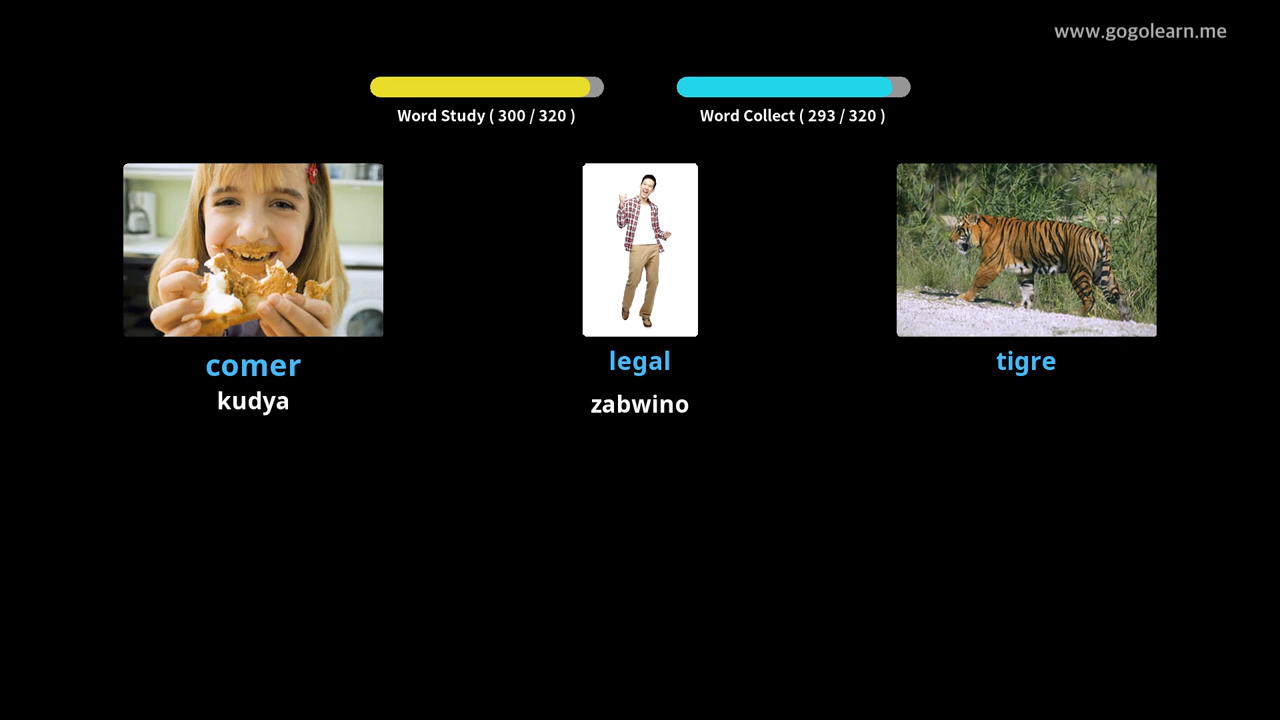 www.gogolearn.me
Word Study ( 300 / 320 )
Word Collect ( 293 / 320 )
comer
kudya
legal
zabwino
tigre